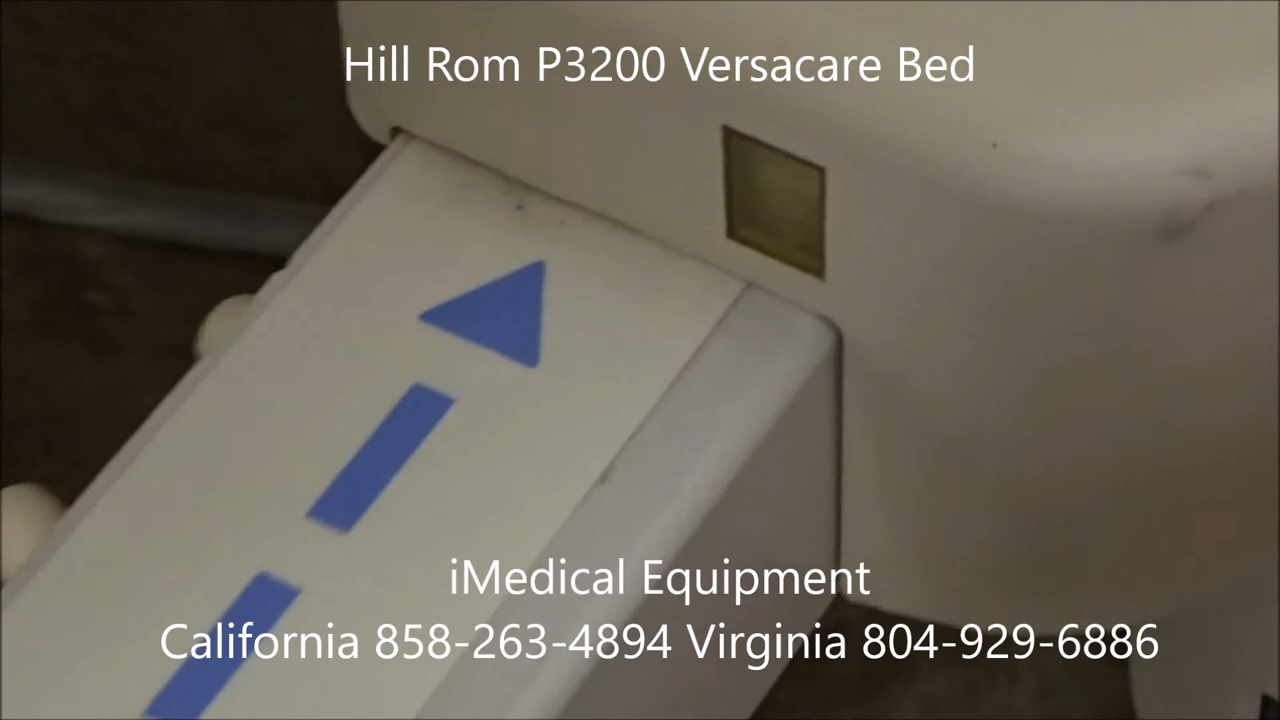 Hill Rom P3200 Versacare Bed
iMedical Equipment
California 858-263-4894 Virginia 804-929-6886